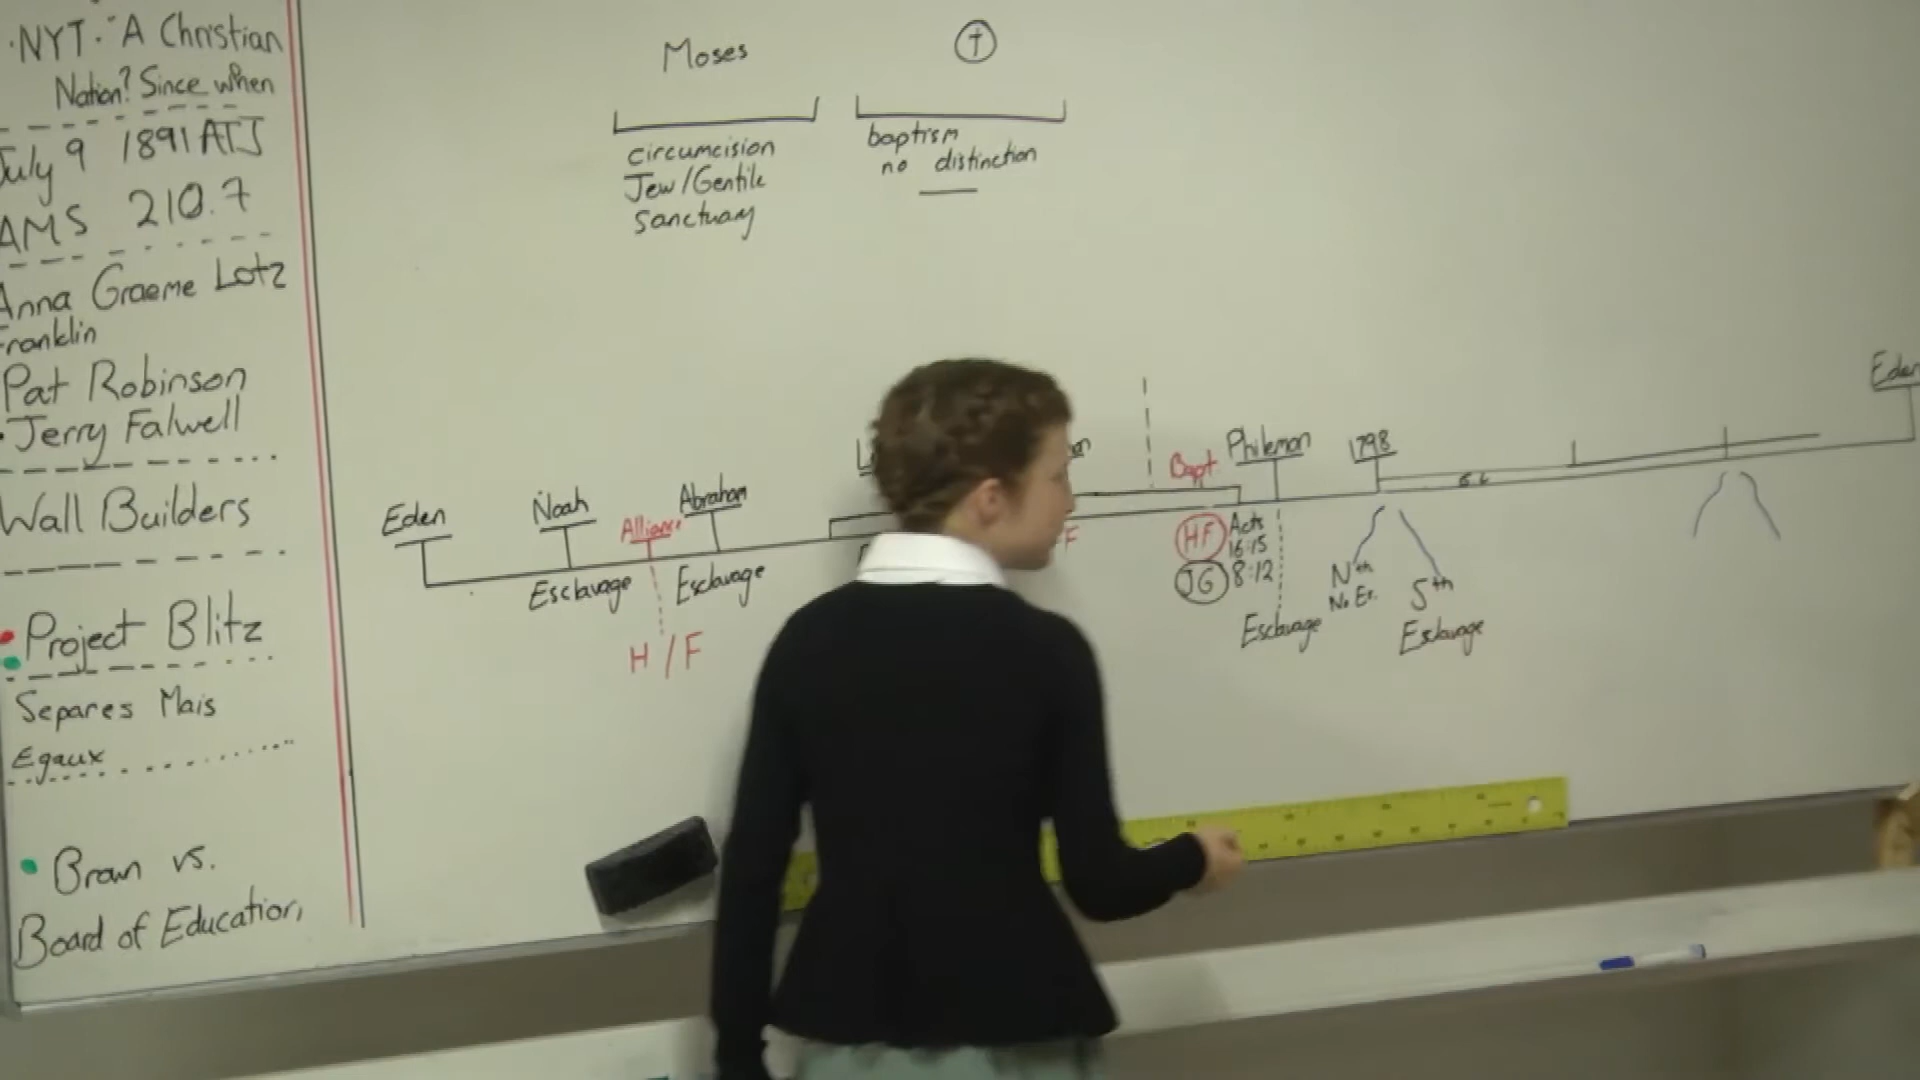 ·NYT: "A Christian
Nation? Since when
July 9 1891 ATJ
AMS 210.7
Anna Graeme Lotz
Franklin
Pat Robinson
Jerry Falwell
Wall Builders
Project Blitz
Separes Mais
Egaux
Brown vs.
Board of Education,
Moses
circumcision
Jew/Gentile
Sanctuary
baptism
no distinction
Eden
Noah
Alliance
Abraham
Bapt.
Philemon
1798
Eden
Esclavage
Esclavage
H/F
F
HF
Acts
16:15
JG
8:12
Esclavage
Nth
No Es.
Sth
Esclavage